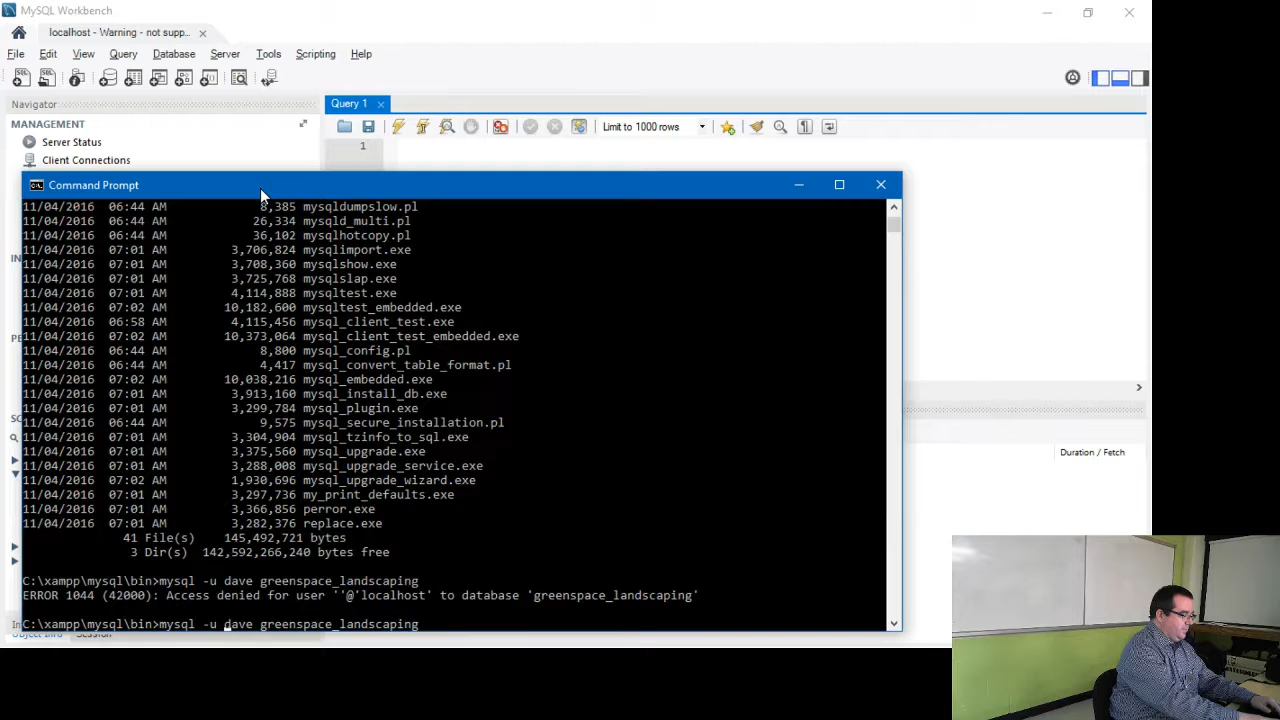 MySQL Workbench
localhost - Warning - not supp...
File Edit View Query Database Server Tools Scripting Help
Navigator
Query 1
MANAGEMENT
Server Status
Limit to 1000 rows
1
Client Connections
Command Prompt
11/04/2016 06:44 AM 8,385 mysqldumpslow.pl
11/04/2016 06:44 AM 26,334 mysqld_multi.pl
11/04/2016 06:44 AM 36,102 mysqlhotcopy.pl
11/04/2016 07:01 AM 3,706,824 mysqlimport.exe
11/04/2016 07:01 AM 3,708,360 mysqlshow.exe
11/04/2016 07:01 AM 3,725,768 mysqlslap.exe
11/04/2016 07:01 AM 4,114,888 mysqltest.exe
11/04/2016 07:02 AM 10,182,600 mysqltest_embedded.exe
11/04/2016 06:58 AM 4,115,456 mysql_client_test.exe
11/04/2016 07:02 AM 10,373,064 mysql_client_test_embedded.exe
11/04/2016 06:44 AM 8,800 mysql_config.pl
11/04/2016 06:44 AM 4,417 mysql_convert_table_format.pl
11/04/2016 07:02 AM 10,038,216 mysql_embedded.exe
11/04/2016 07:01 AM 3,913,160 mysql_install_db.exe
11/04/2016 07:01 AM 3,299,784 mysql_plugin.exe
11/04/2016 06:44 AM 9,575 mysql_secure_installation.pl
11/04/2016 07:01 AM 3,304,904 mysql_tzinfo_to_sql.exe
11/04/2016 07:01 AM 3,375,560 mysql_upgrade.exe
Duration / Fetch
11/04/2016 07:01 AM 3,288,008 mysql_upgrade_service.exe
11/04/2016 07:02 AM 1,930,696 mysql_upgrade_wizard.exe
11/04/2016 07:01 AM 3,297,736 my_print_defaults.exe
11/04/2016 07:01 AM 3,366,856 perror.exe
11/04/2016 07:01 AM 3,282,376 replace.exe
41 File(s) 145,492,721 bytes
3 Dir(s) 142,592,266,240 bytes free
C:\xampp\mysql\bin>mysql -u dave greenspace_landscaping
ERROR 1044 (42000): Access denied for user ''@'localhost' to database 'greenspace_landscaping'
C:\xampp\mysql\bin>mysql -u dave greenspace_landscaping